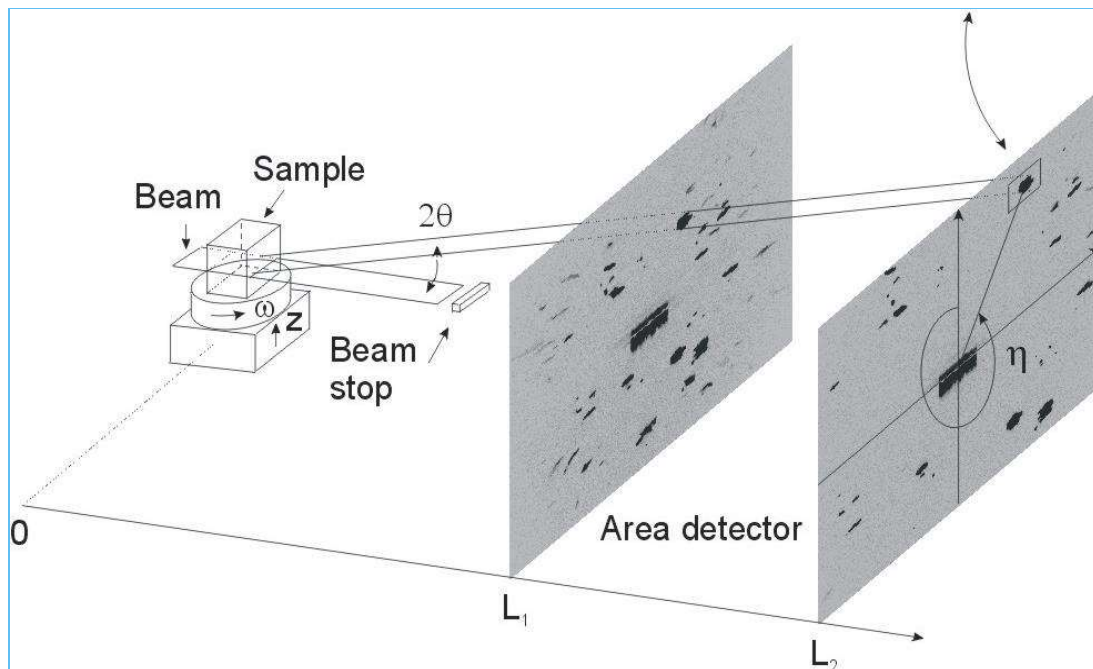 Sample
Beam
2θ
ω
Z
Beam
stop
η
0
Area detector
L₁
L₂